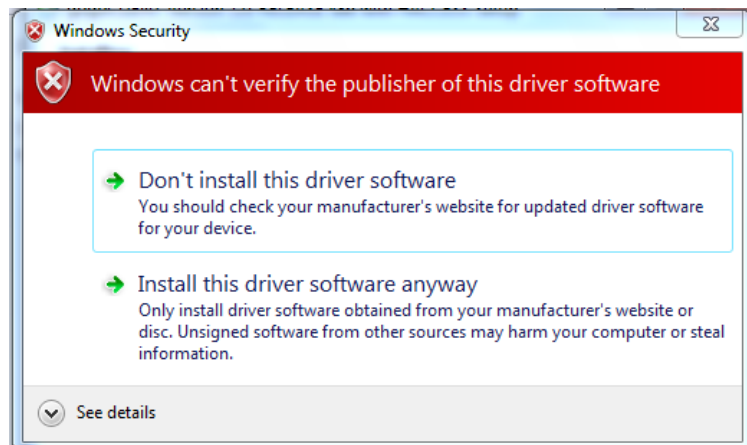 Windows Security
Windows can't verify the publisher of this driver software
Don't install this driver software
You should check your manufacturer's website for updated driver software
for your device.
Install this driver software anyway
Only install driver software obtained from your manufacturer's website or
disc. Unsigned software from other sources may harm your computer or steal
information.
See details